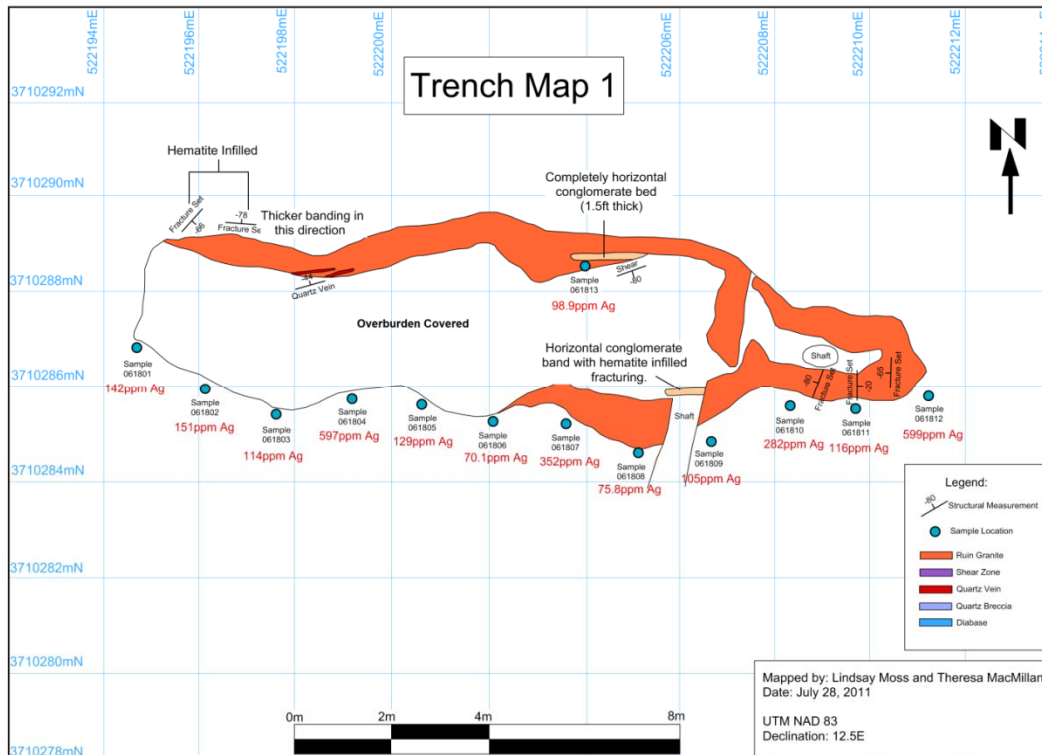 522194mE
522196mE
522198mE
522200mE
522206mE
522208mE
522210mE
522212mE
Trench Map 1
3710292mN
3710290mN
3710288mN
3710286mN
3710284mN
3710282mN
3710280mN
3710278mN
N
Hematite Infilled
Fracture Set
-66
-78
Fracture Se
Thicker banding in
this direction
-44
Quartz Vein
Completely horizontal
conglomerate bed
(1.5ft thick)
Sample
061813
98.9ppm Ag
Shear
-80
Overburden Covered
Horizontal conglomerate
band with hematite infilled
fracturing.
Shaft
Shaft
-80
Fracture Set
Fracture Set
-20
-65
Fracture Set
Sample
061801
142ppm Ag
Sample
061802
151ppm Ag
Sample
061803
114ppm Ag
Sample
061804
597ppm Ag
Sample
061805
129ppm Ag
Sample
061806
70.1ppm Ag
Sample
061807
352ppm Ag
Sample
061808
75.8ppm Ag
Sample
061809
105ppm Ag
Sample
061810
282ppm Ag
Sample
061811
116ppm Ag
Sample
061812
599ppm Ag
Legend:
-80
Structural Measurement
Sample Location
Ruin Granite
Shear Zone
Quartz Vein
Quartz Breccia
Diabase
Mapped by: Lindsay Moss and Theresa MacMillan
Date: July 28, 2011
UTM NAD 83
Declination: 12.5E
0m
2m
4m
8m